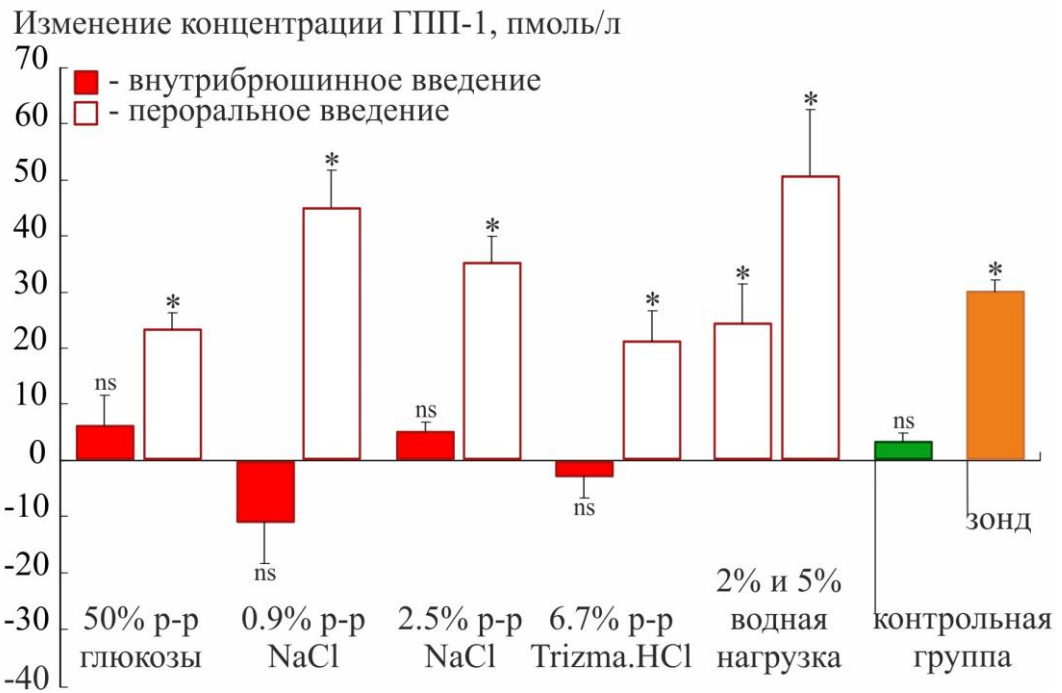 Изменение концентрации ГПП-1, пмоль/л
70
60
50
40
30
20
10
0
-10
-20
-30
-40
- внутрибрюшинное введение
- пероральное введение
ns
*
ns
*
ns
*
ns
*
*
*
ns
*
50% р-р
глюкозы
0.9% р-р
NaCl
2.5% р-р
NaCl
6.7% р-р
Trizma.HCl
2% и 5%
водная
нагрузка
контрольная
группа
зонд